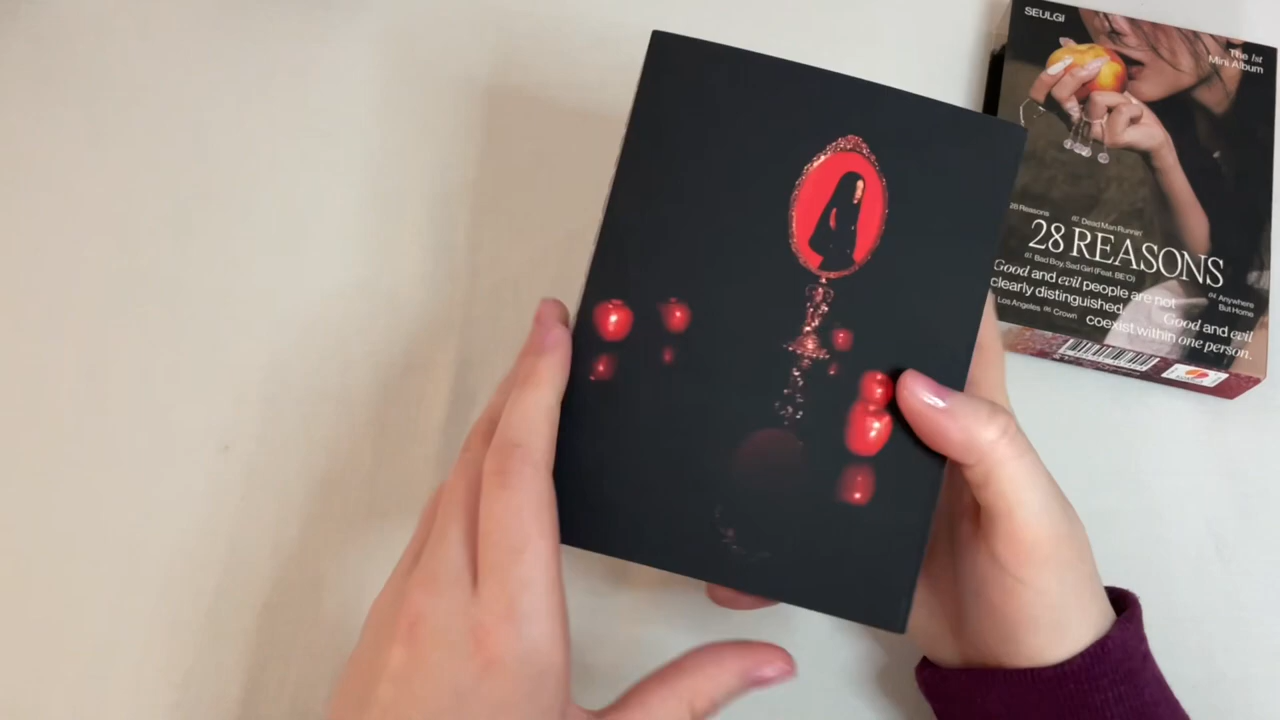 SEULGI
The 1st
Mini Album
28 Reasons
02. Dead Man Runnin'
28 REASONS
03. Bad Boy, Sad Girl (Feat. BE'O)
Good and evil people are not
clearly distinguished.
04. Anywhere
But Home
Los Angeles
06. Crown
Good and evil
coexist within one person.